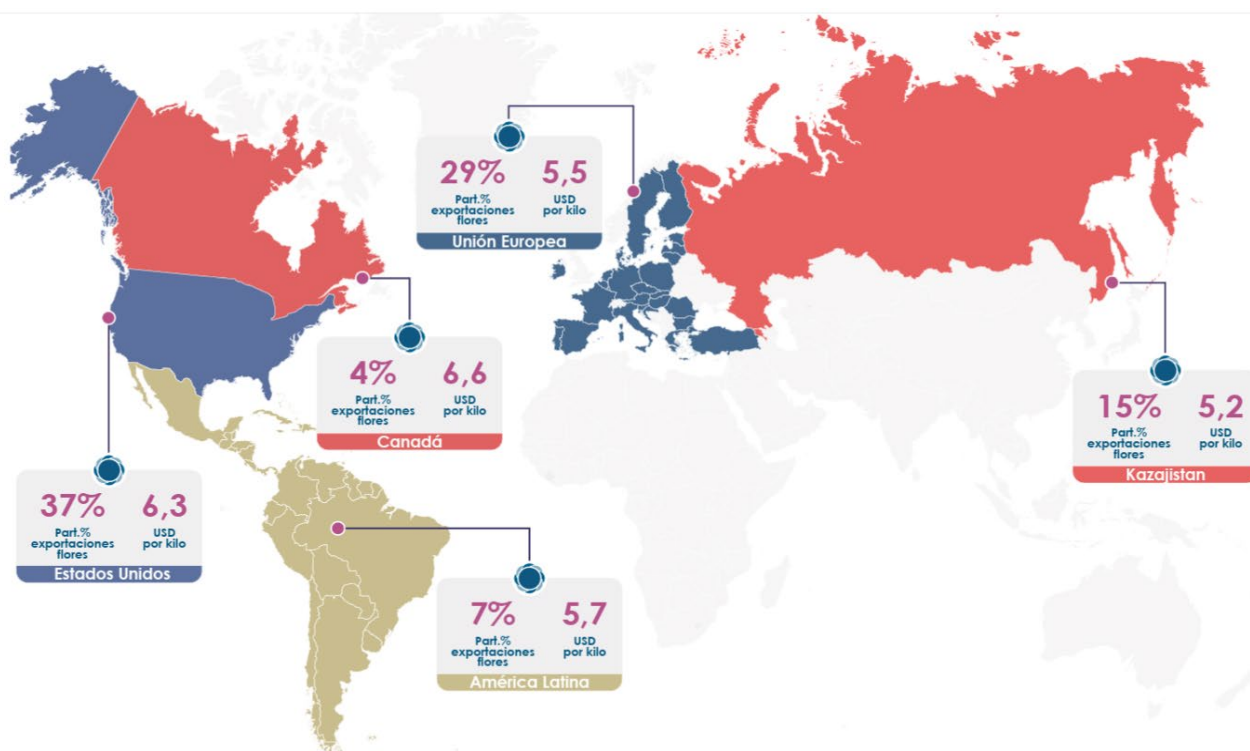 29% 5,5
Part.% USD
exportaciones por kilo
flores
Unión Europea
4% 6,6
Part.% USD
exportaciones por kilo
flores
Canadá
15% 5,2
Part.% USD
exportaciones por kilo
flores
Kazajistan
37% 6,3
Part.% USD
exportaciones por kilo
flores
Estados Unidos
7% 5,7
Part.% USD
exportaciones por kilo
flores
América Latina